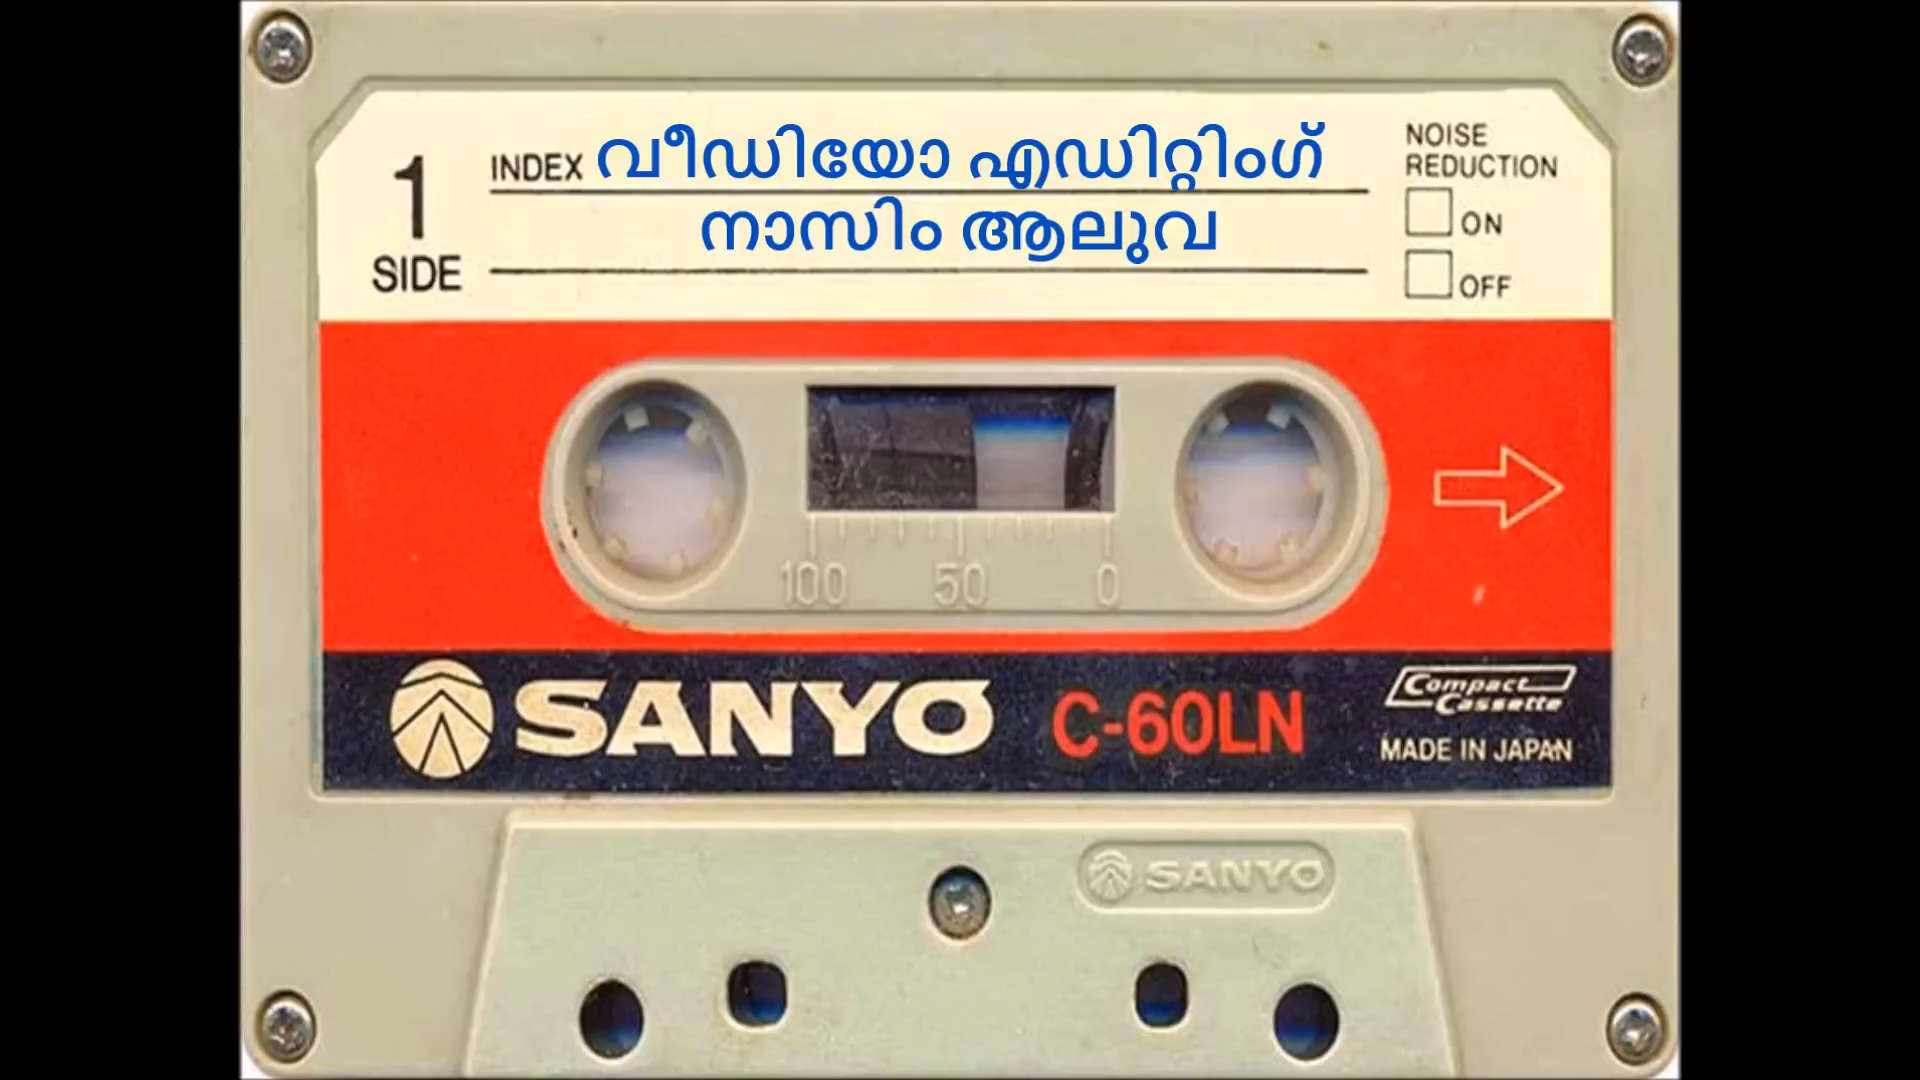 1
SIDE
INDEX വീഡിയോ എഡിറ്റിംഗ്
നാസിം ആലുവ
NOISE
REDUCTION
ON
OFF
100 50 0
SANYO C-60LN
Compact
Cassette
MADE IN JAPAN
SANYO